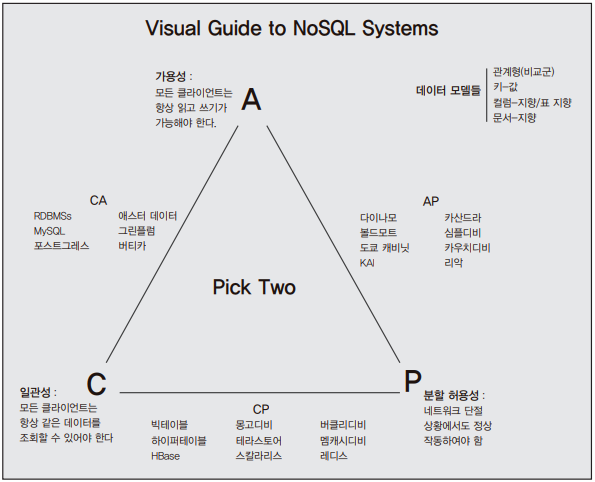 Visual Guide to NoSQL Systems
가용성 :
모든 클라이언트는
항상 읽고 쓰기가
가능해야 한다.
A
데이터 모델들
관계형(비교군)
키-값
컬럼-지향/표 지향
문서-지향
CA
RDBMSs
MySQL
포스트그레스
애스터 데이터
그린플럼
버티카
AP
다이나모
볼드모트
도쿄 캐비닛
KAI
카산드라
심플디비
카우치디비
리악
Pick Two
C
일관성 :
모든 클라이언트는
항상 같은 데이터를
조회할 수 있어야 한다
P
분할 허용성 :
네트워크 단절
상황에서도 정상
작동하여야 함
CP
빅테이블
하이퍼테이블
HBase
몽고디비
테라스토어
스칼라리스
버클리디비
멤캐시디비
레디스